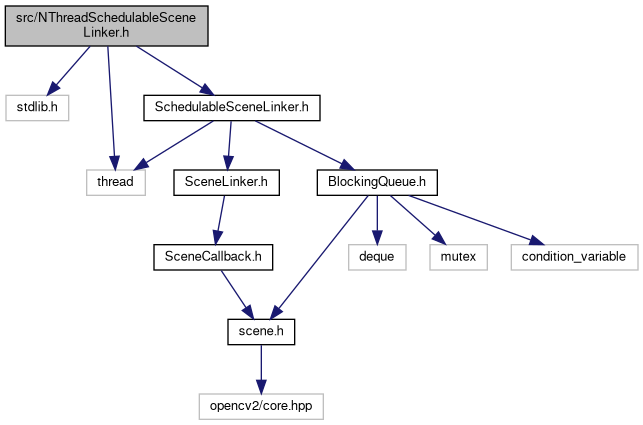 src/NThreadSchedulableScene
Linker.h
stdlib.h
SchedulableSceneLinker.h
thread
SceneLinker.h
BlockingQueue.h
SceneCallback.h
deque
mutex
condition_variable
scene.h
opencv2/core.hpp